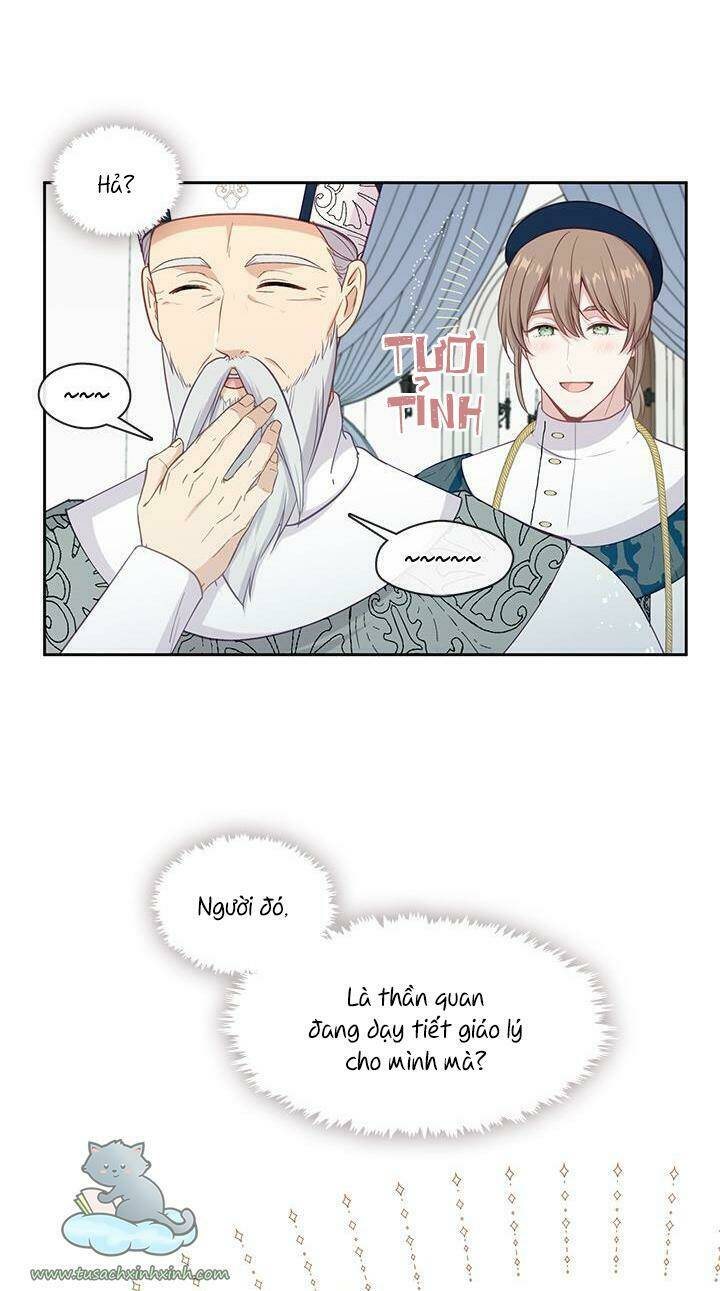 Hả?
~~~
TƯƠI
TỈNH
~~~~~
Người đó,
Là thần quan
đang dạy tiết giáo lý
cho mình mà?
www.tusachxinhxinh.com